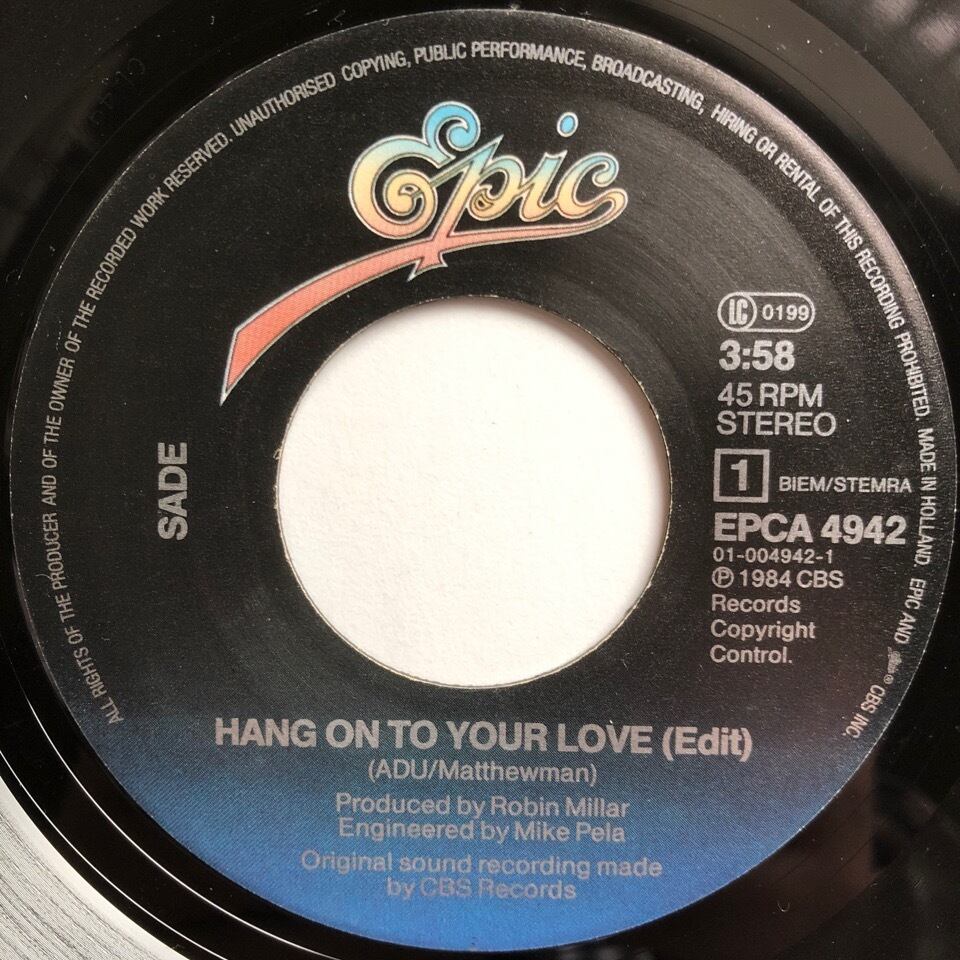 ALL RIGHTS OF THE PRODUCER AND OF THE OWNER OF THE RECORDED WORK RESERVED. UNAUTHORISED COPYING, PUBLIC PERFORMANCE, BROADCASTING, HIRING OR RENTAL OF THIS RECORDING PROHIBITED. MADE IN HOLLAND. EPIC AND Epic® CBS INC.
Epic
LC 0199
3:58
45 RPM
STEREO
SADE
1 BIEM/STEMRA
EPCA 4942
01-004942-1
℗ 1984 CBS
Records
Copyright
Control.
HANG ON TO YOUR LOVE (Edit)
(ADU/Matthewman)
Produced by Robin Millar
Engineered by Mike Pela
Original sound recording made
by CBS Records